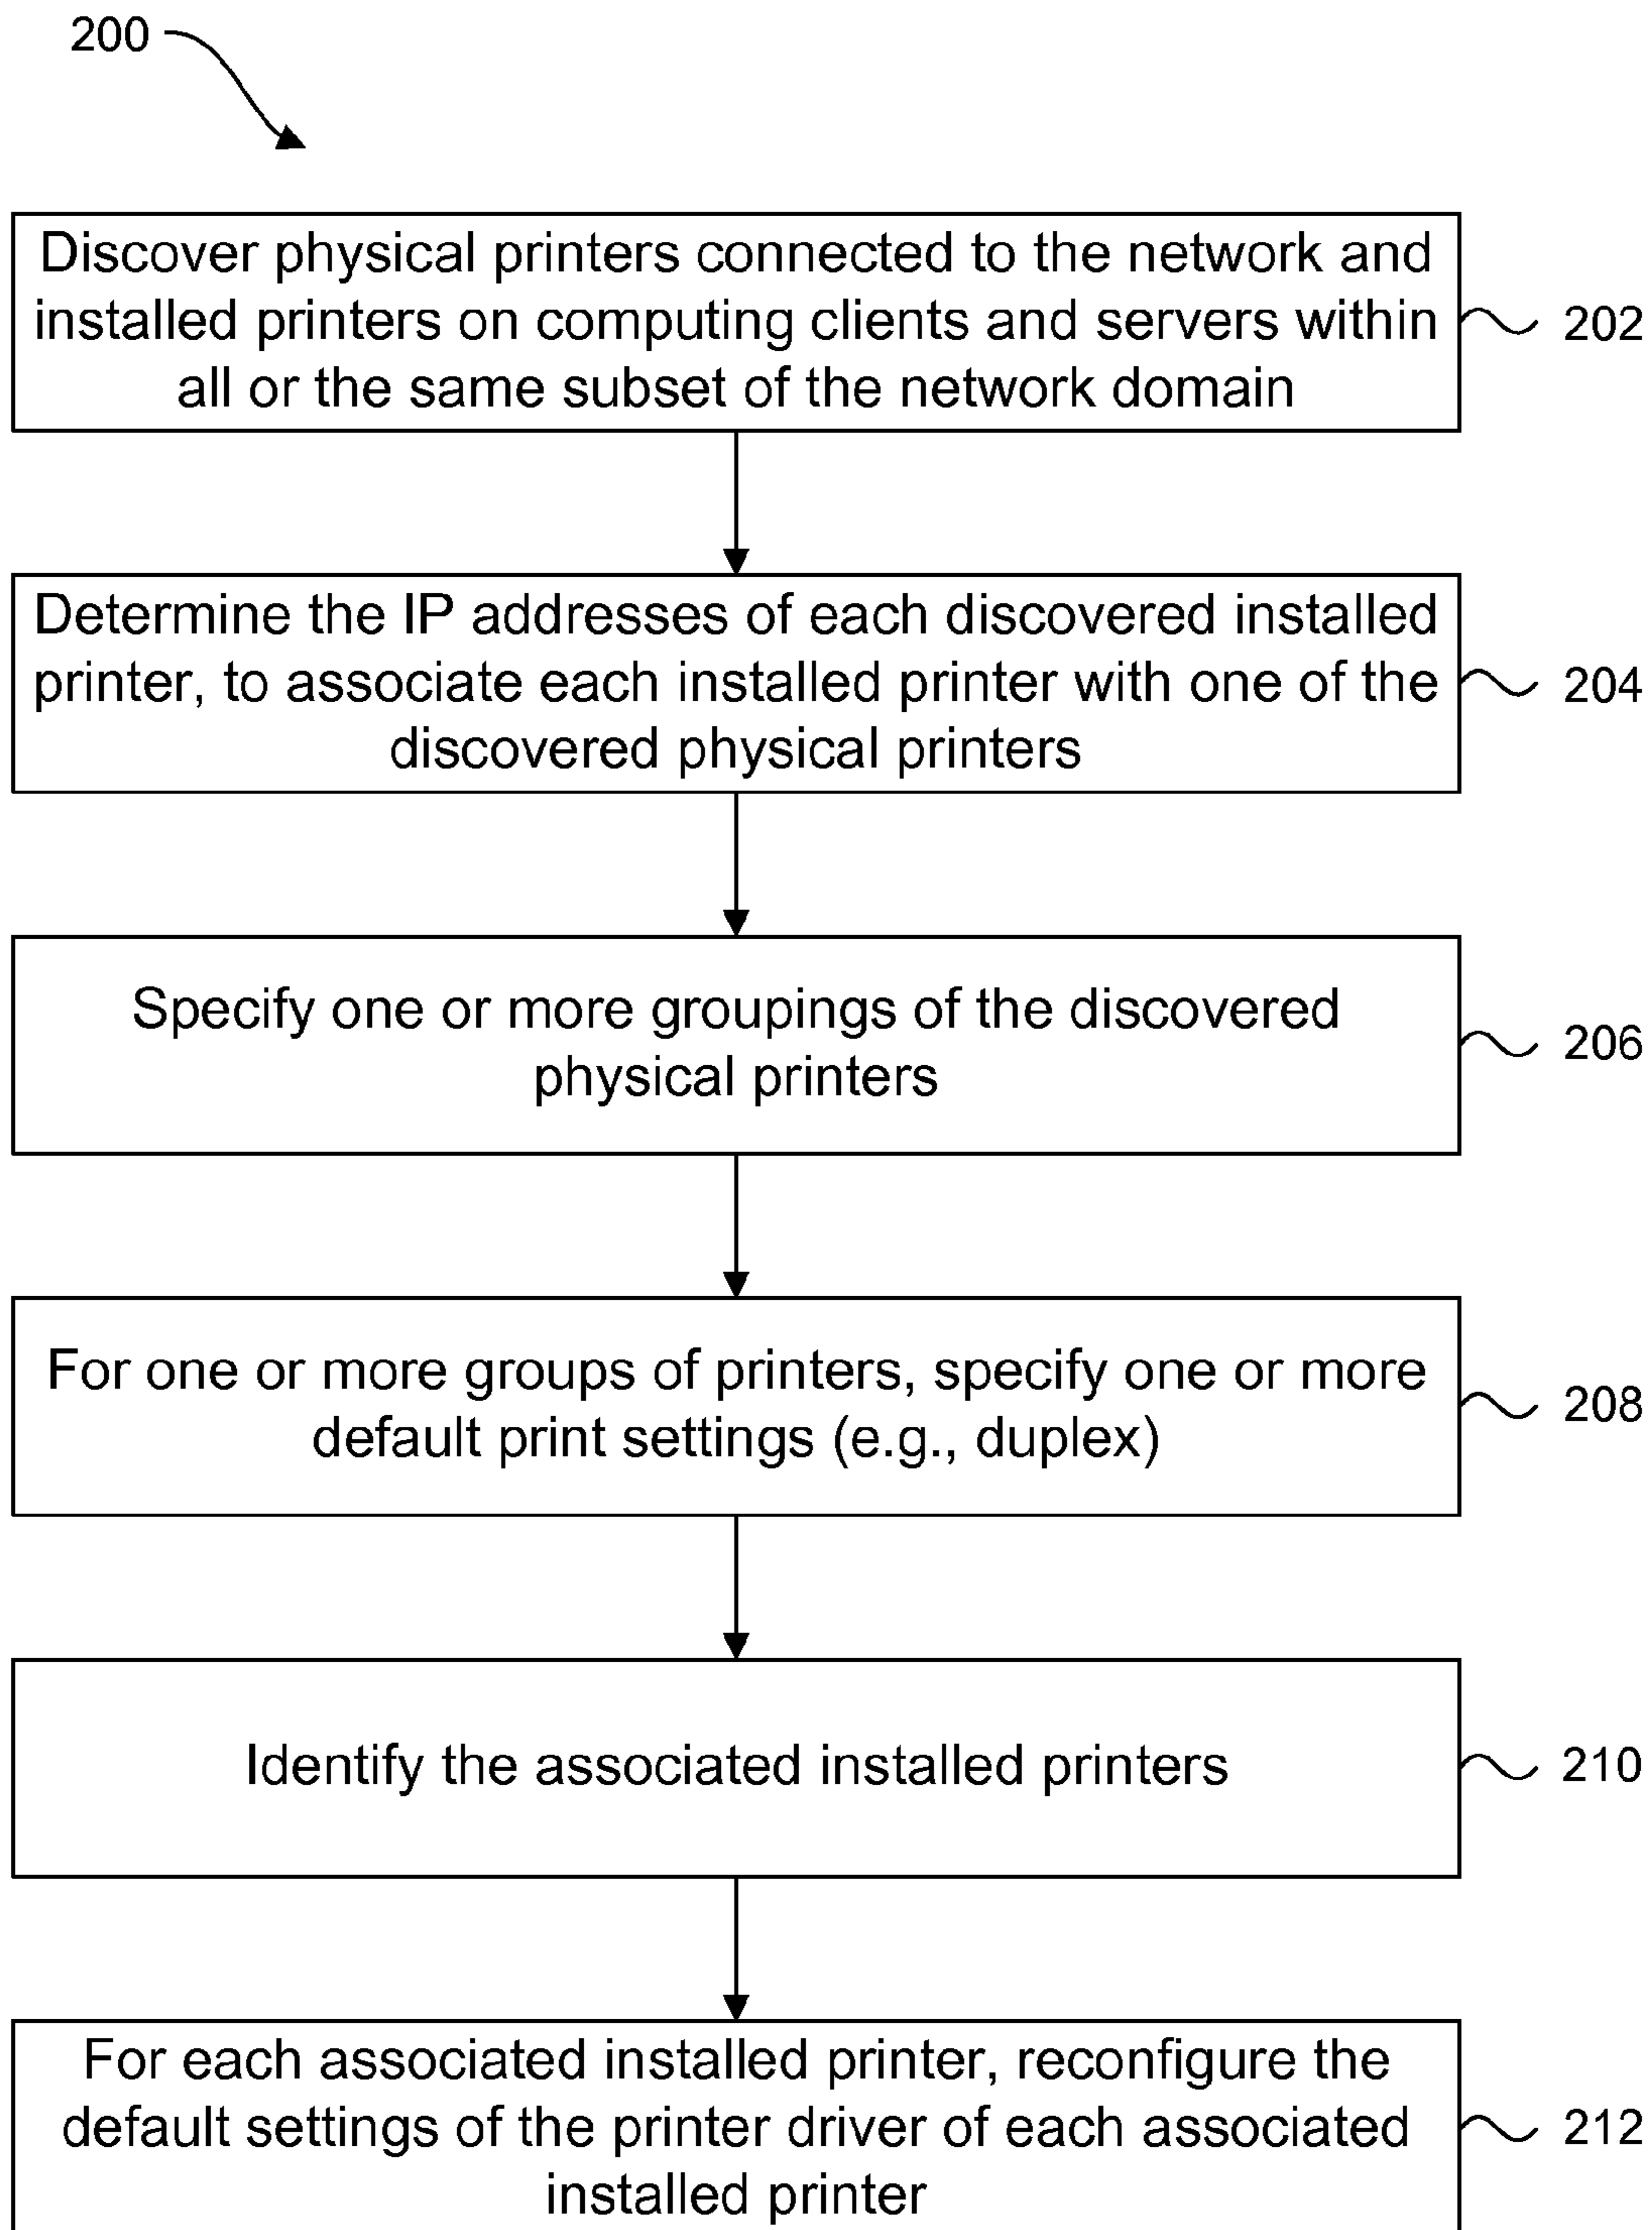 200
Discover physical printers connected to the network and
installed printers on computing clients and servers within
all or the same subset of the network domain
202
Determine the IP addresses of each discovered installed
printer, to associate each installed printer with one of the
discovered physical printers
204
Specify one or more groupings of the discovered
physical printers
206
For one or more groups of printers, specify one or more
default print settings (e.g., duplex)
208
Identify the associated installed printers
210
For each associated installed printer, reconfigure the
default settings of the printer driver of each associated
installed printer
212